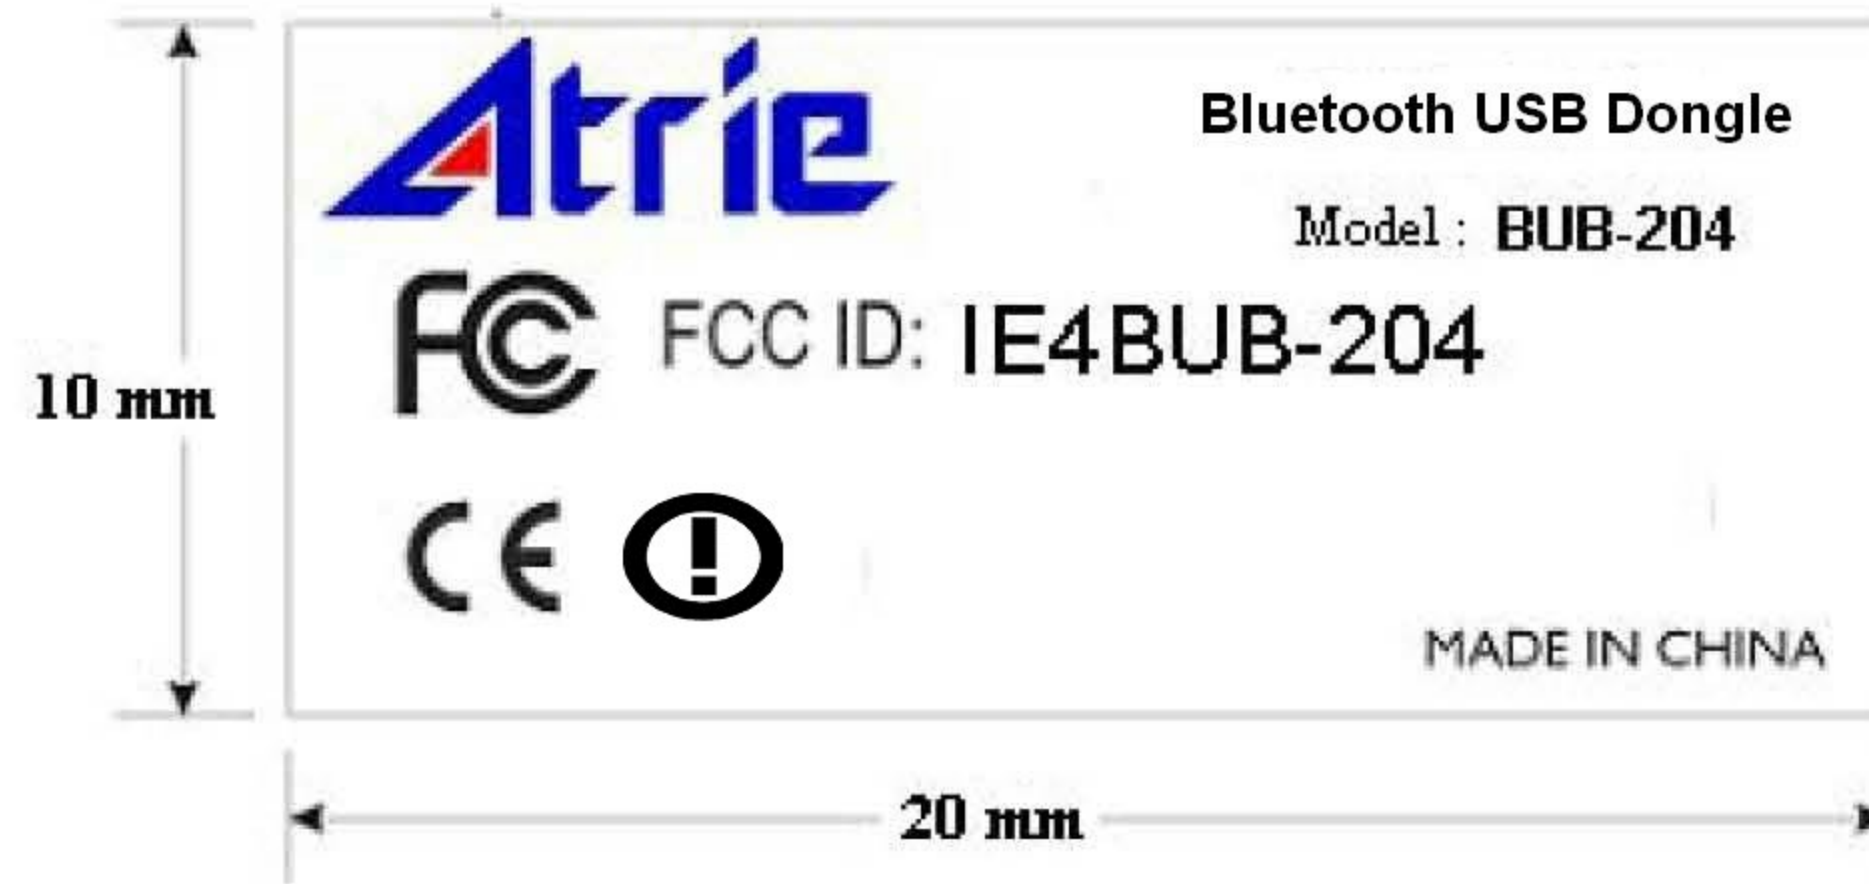 Atrie
Bluetooth USB Dongle
Model: BUB-204
FCC FCC ID: IE4BUB-204
10 mm
CE !
MADE IN CHINA
20 mm